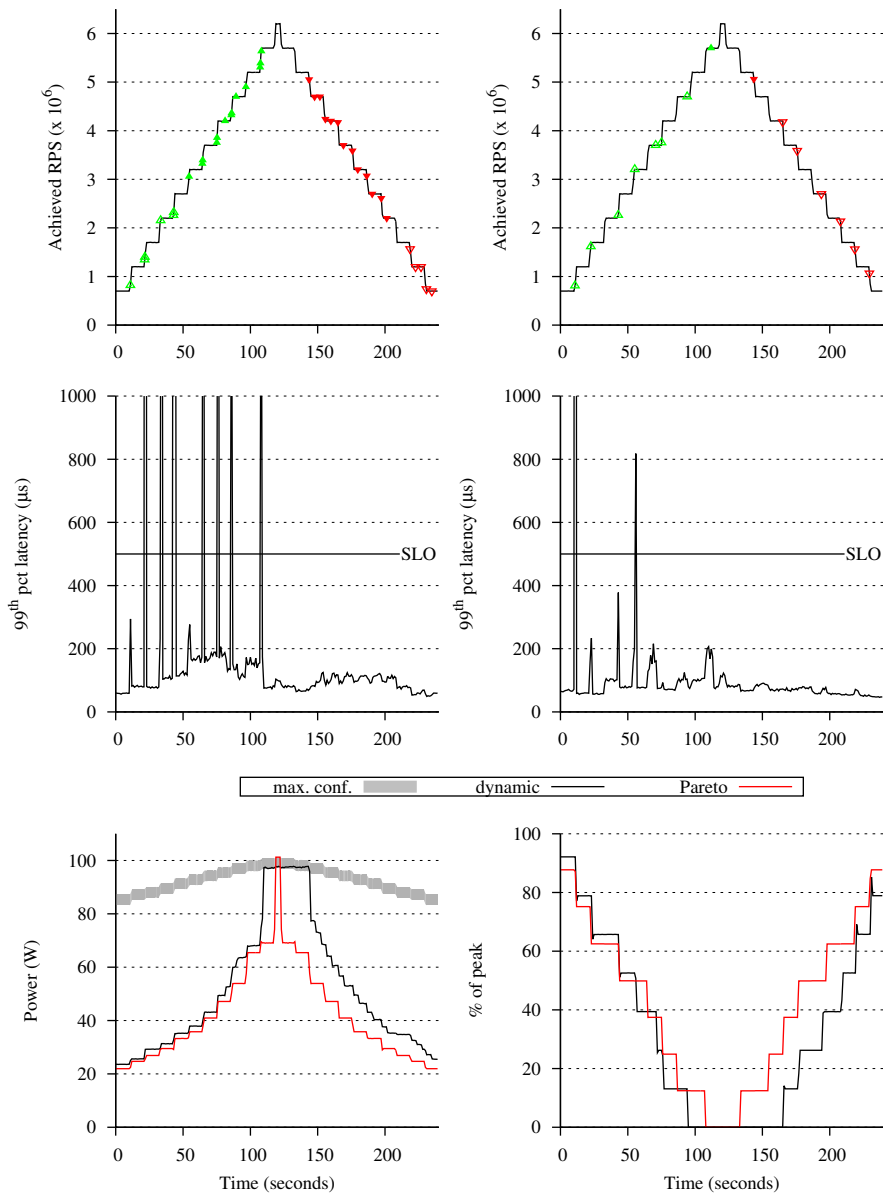 Achieved RPS (x 10^6)
6
5
4
3
2
1
0
0 50 100 150 200
Achieved RPS (x 10^6)
6
5
4
3
2
1
0
0 50 100 150 200
99th pct latency (µs)
1000
800
600
400
200
0
SLO
0 50 100 150 200
99th pct latency (µs)
1000
800
600
400
200
0
SLO
0 50 100 150 200
max. conf. dynamic Pareto
Power (W)
100
80
60
40
20
0
0 50 100 150 200
Time (seconds)
% of peak
100
80
60
40
20
0
0 50 100 150 200
Time (seconds)